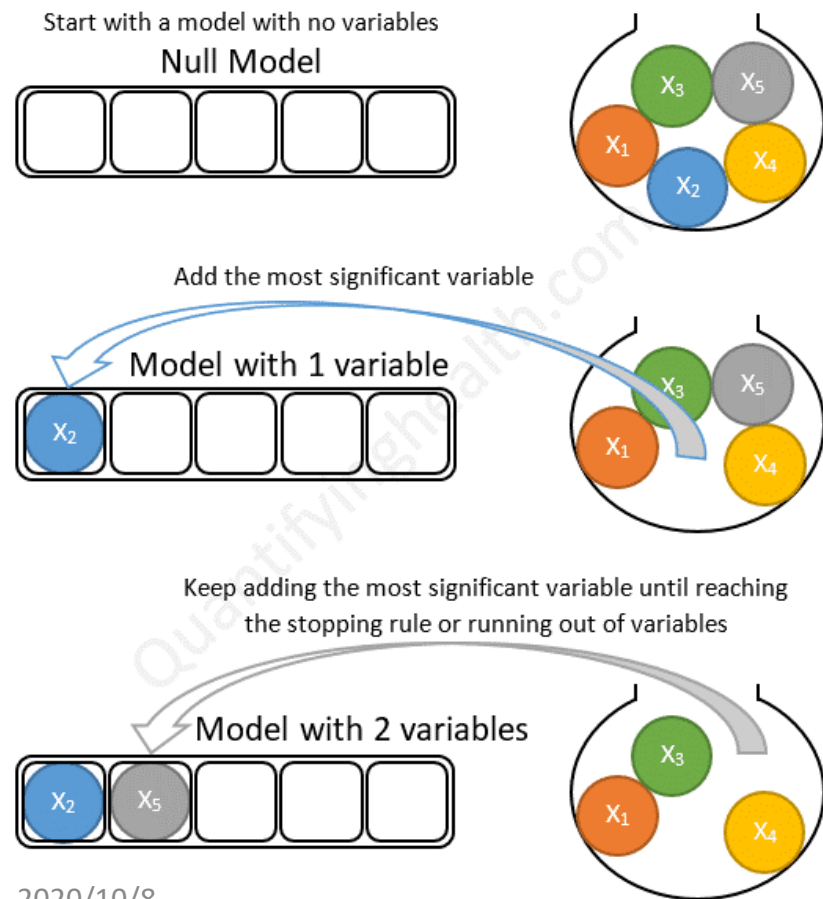 Start with a model with no variables
Null Model
X₃ X₅
X₁ X₂ X₄
Add the most significant variable
Model with 1 variable
X₂
X₃ X₅
X₁ X₄
Quantifyinghealth.com
Keep adding the most significant variable until reaching
the stopping rule or running out of variables
Model with 2 variables
X₂ X₅
X₃
X₁ X₄
2020/10/8